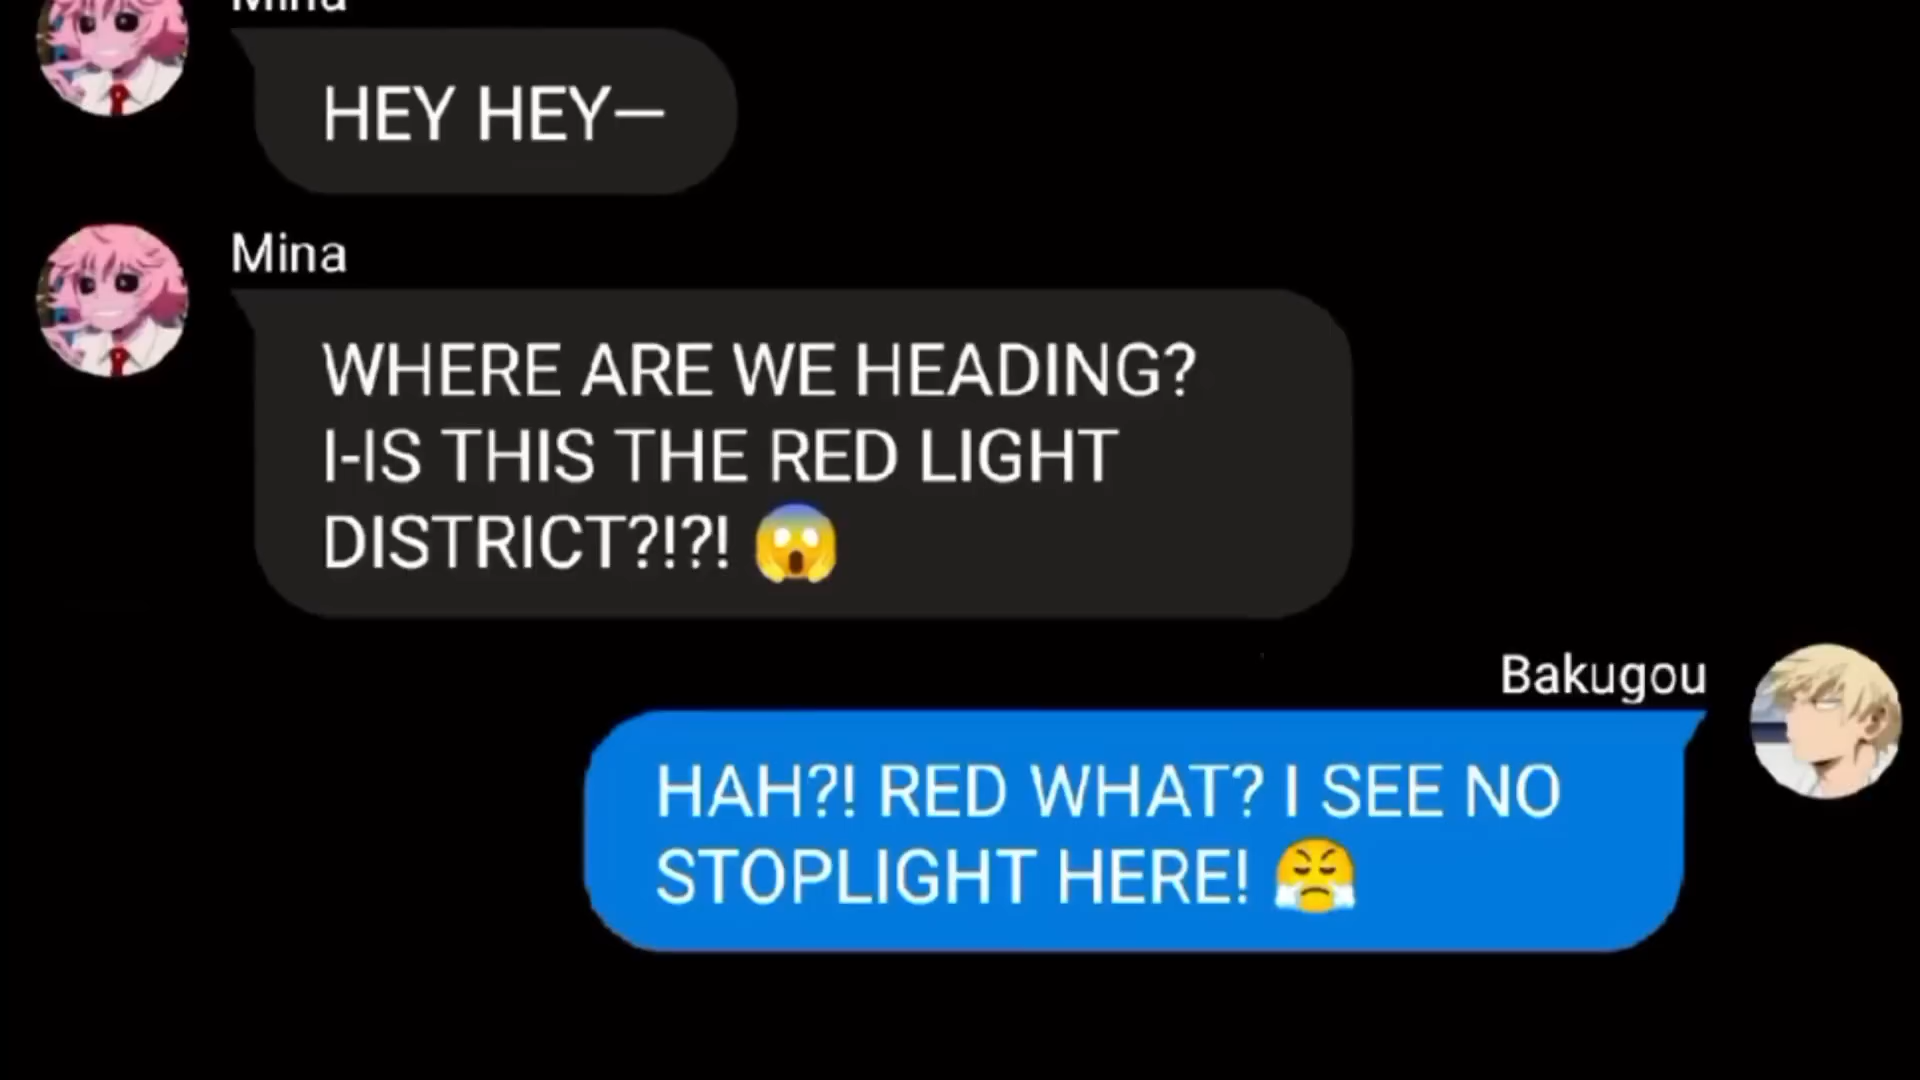 Mina
HEY HEY—
Mina
WHERE ARE WE HEADING?
I-IS THIS THE RED LIGHT
DISTRICT?!?! 😱
Bakugou
HAH?! RED WHAT? I SEE NO
STOPLIGHT HERE! 😤